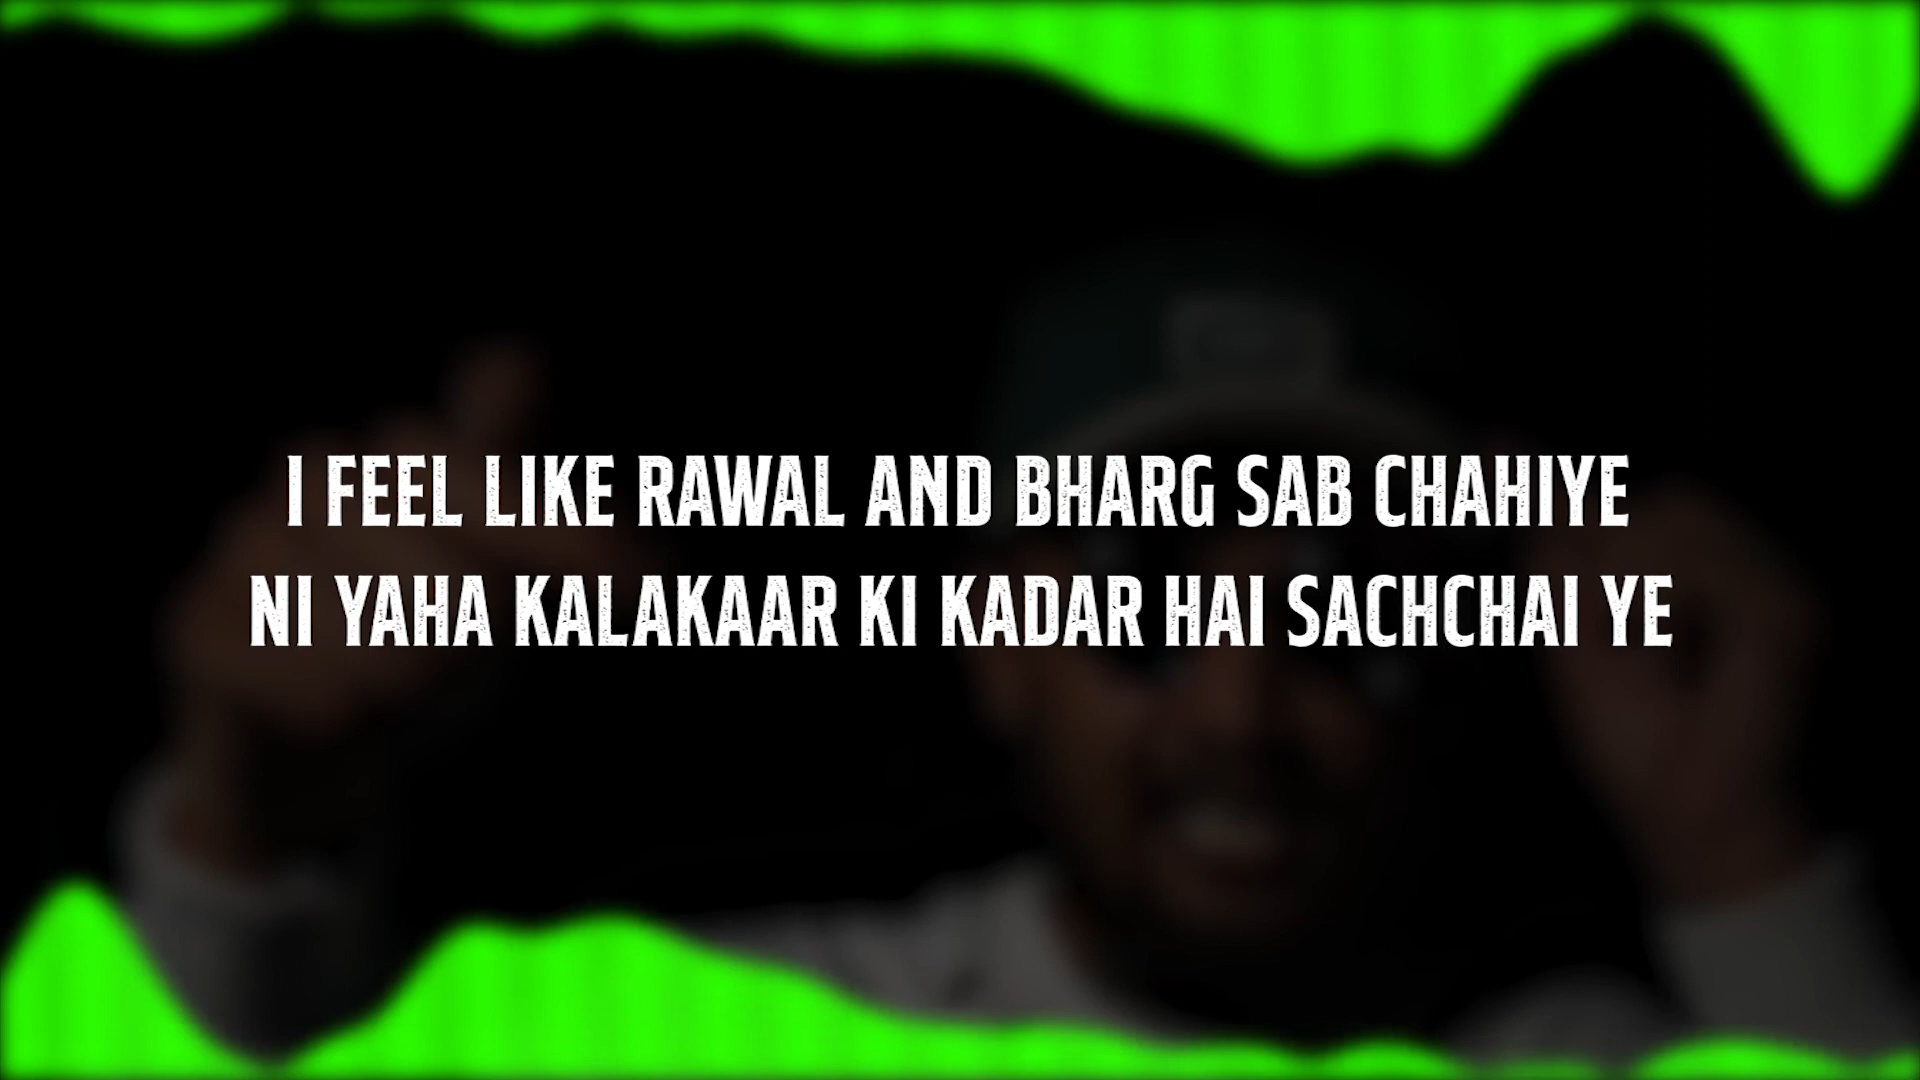 I FEEL LIKE RAWAL AND BHARG SAB CHAHIYE
NI YAHA KALAKAAR KI KADAR HAI SACHCHAI YE